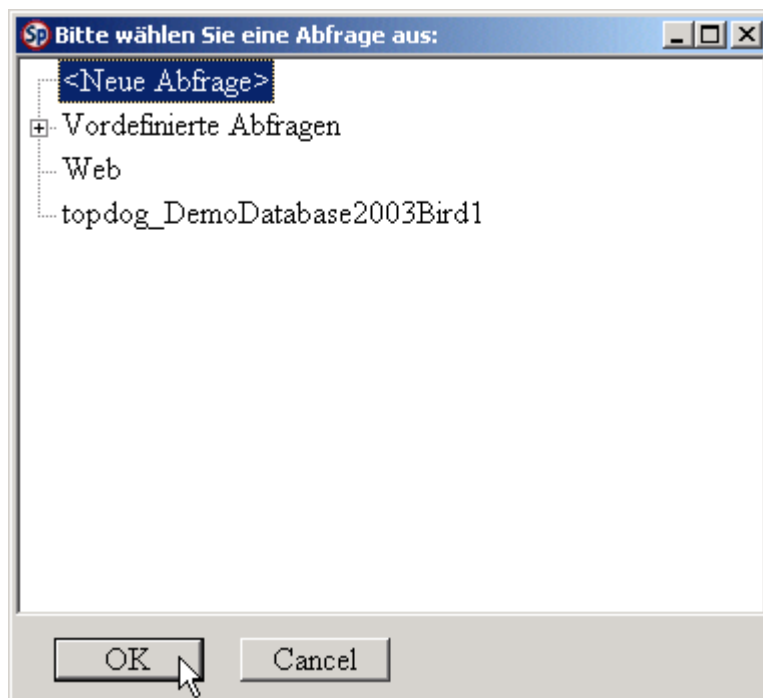 Sp Bitte wählen Sie eine Abfrage aus:
<Neue Abfrage>
Vordefinierte Abfragen
Web
topdog_DemoDatabase2003Bird1
OK Cancel